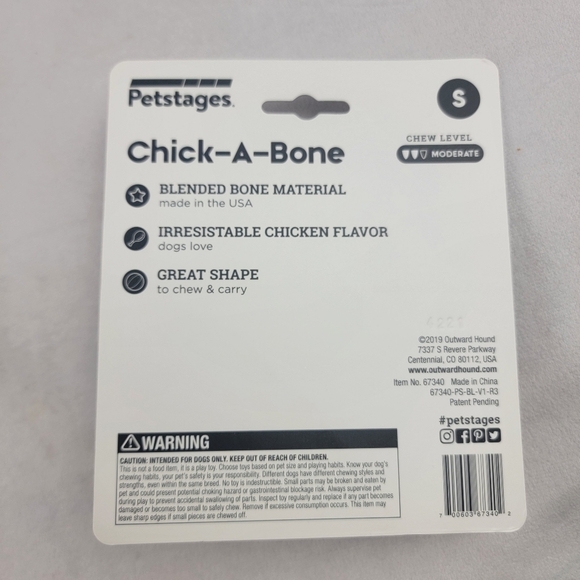 Petstages.
S
Chick-A-Bone
CHEW LEVEL
MODERATE
BLENDED BONE MATERIAL
made in the USA
IRRESISTABLE CHICKEN FLAVOR
dogs love
GREAT SHAPE
to chew & carry
©2019 Outward Hound
7337 S Revere Parkway
Centennial, CO 80112, USA
www.outwardhound.com
Item No. 67340 Made in China
67340-PS-BL-V1-R3
Patent Pending
#petstages
WARNING
CAUTION: INTENDED FOR DOGS ONLY. KEEP OUT OF REACH OF CHILDREN.
This is not a food item, it is a play toy. Choose toys based on pet size and playing habits. Know your dog's
chewing habits, your pet's safety is your responsibility. Different dogs have different chewing styles and
strengths, even within the same breed. No toy is indestructible. Small parts may be broken and eaten by
pet and could present potential choking hazard or gastrointestinal blockage risk. Always supervise pet
during play to prevent accidental swallowing of parts. Inspect toy regularly and replace if any part becomes
damaged or becomes too small to safely chew. Remove if excessive consumption occurs. This item may
leave sharp edges if small pieces are chewed off.
7 00603 67340 2